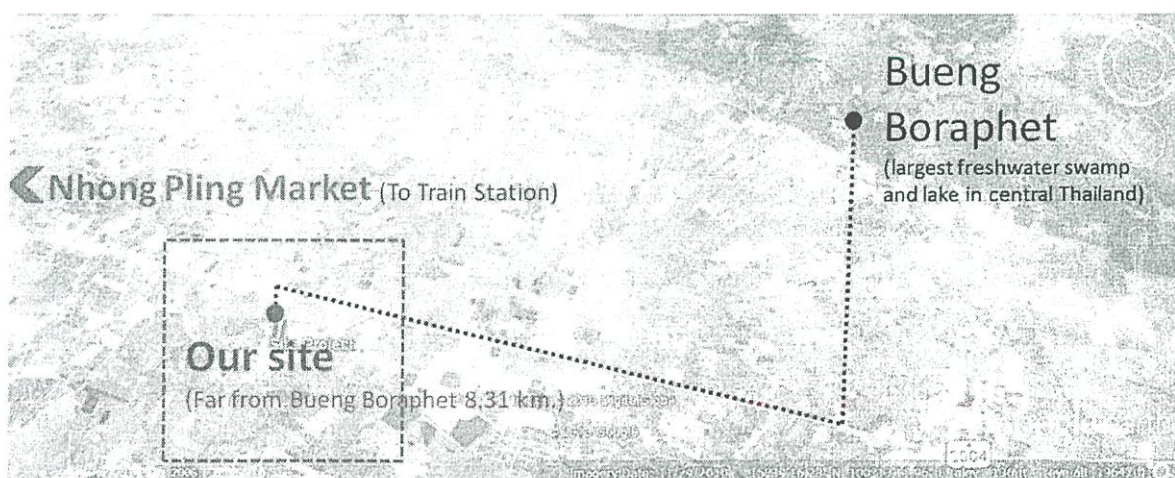 Bueng
Boraphet
(largest freshwater swamp
and lake in central Thailand)
Nhong Pling Market (To Train Station)
Our site
(Far from Bueng Boraphet 8.31 km.)